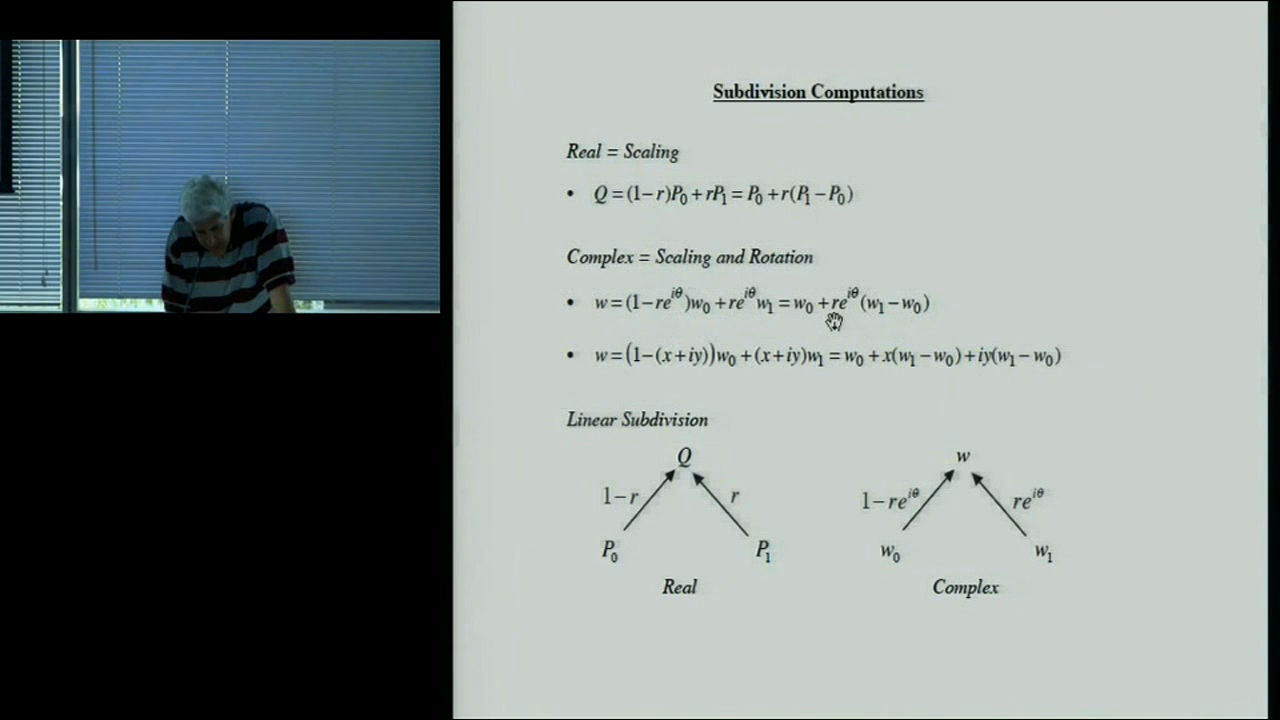 Subdivision Computations
Real = Scaling
• Q = (1−r)P₀ + rP₁ = P₀ + r(P₁ − P₀)
Complex = Scaling and Rotation
• w = (1−re^{iθ})w₀ + re^{iθ}w₁ = w₀ + re^{iθ}(w₁ − w₀)
• w = (1−(x+iy))w₀ + (x+iy)w₁ = w₀ + x(w₁ − w₀) + iy(w₁ − w₀)
Linear Subdivision
Q w
1−r r 1−re^{iθ} re^{iθ}
P₀ P₁ w₀ w₁
Real Complex